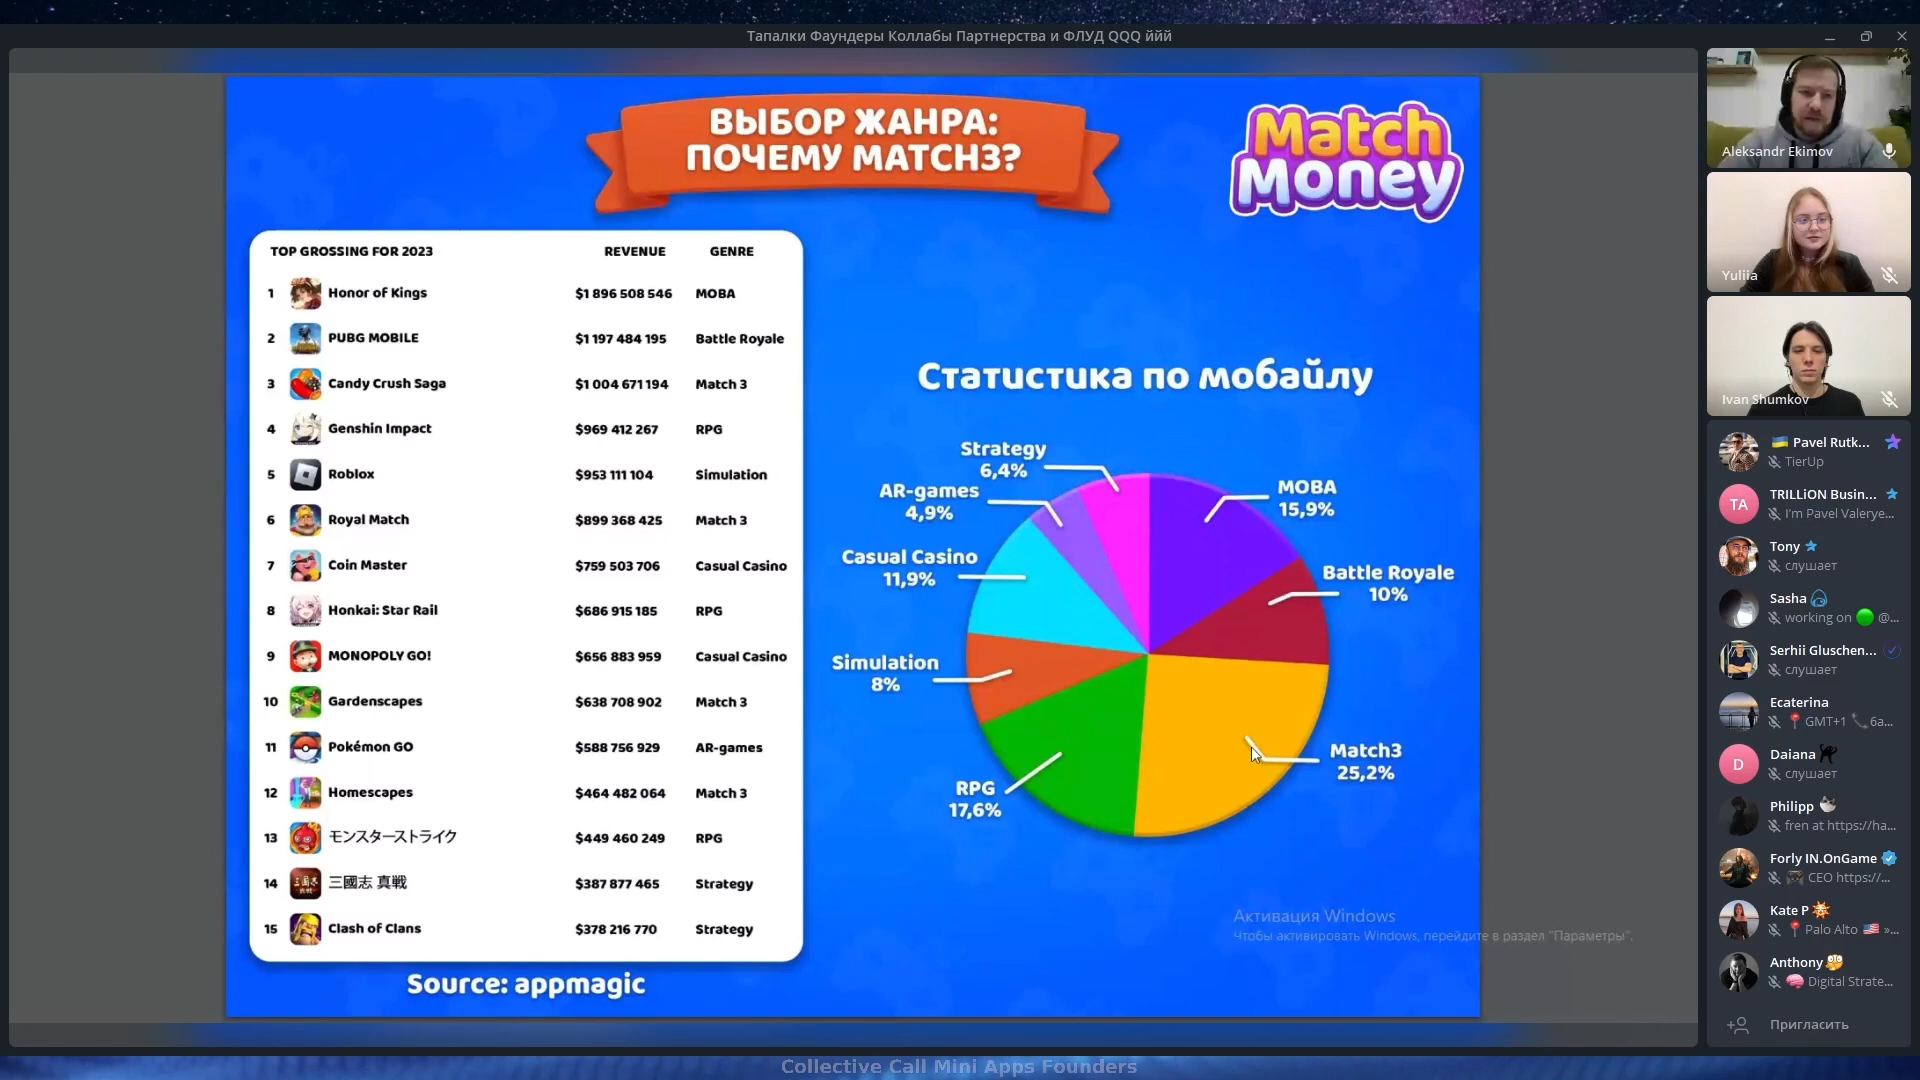 Тапалки Фаундеры Коллабы Партнерства и ФЛУД QQQ ййй
ВЫБОР ЖАНРА:
ПОЧЕМУ MATCH3?
Match
Money
TOP GROSSING FOR 2023 REVENUE GENRE
1 Honor of Kings $1 896 508 546 MOBA
2 PUBG MOBILE $1 197 484 195 Battle Royale
3 Candy Crush Saga $1 004 671 194 Match 3
4 Genshin Impact $969 412 267 RPG
5 Roblox $953 111 104 Simulation
6 Royal Match $899 368 425 Match 3
7 Coin Master $759 503 706 Casual Casino
8 Honkai: Star Rail $686 915 185 RPG
9 MONOPOLY GO! $656 883 959 Casual Casino
10 Gardenscapes $638 708 902 Match 3
11 Pokémon GO $588 756 929 AR-games
12 Homescapes $464 482 064 Match 3
13 モンスターストライク $449 460 249 RPG
14 三國志 真戦 $387 877 465 Strategy
15 Clash of Clans $378 216 770 Strategy
Source: appmagic
Статистика по мобайлу
Strategy
6,4%
AR-games
4,9%
Casual Casino
11,9%
Simulation
8%
RPG
17,6%
MOBA
15,9%
Battle Royale
10%
Match3
25,2%
Активация Windows
Чтобы активировать Windows, перейдите в раздел "Параметры".
Aleksandr Ekimov
Yuliia
Ivan Shumkov
Pavel Rutk...
TierUp
TA
TRILLiON Busin...
I'm Pavel Valerye...
Tony
слушает
Sasha
working on @...
Serhii Gluschen...
слушает
Ecaterina
GMT+1 6a...
D
Daiana
слушает
Philipp
fren at https://ha...
Forly IN.OnGame
CEO https://...
Kate P
Palo Alto »...
Anthony
Digital Strate...
Пригласить
Collective Call Mini Apps Founders